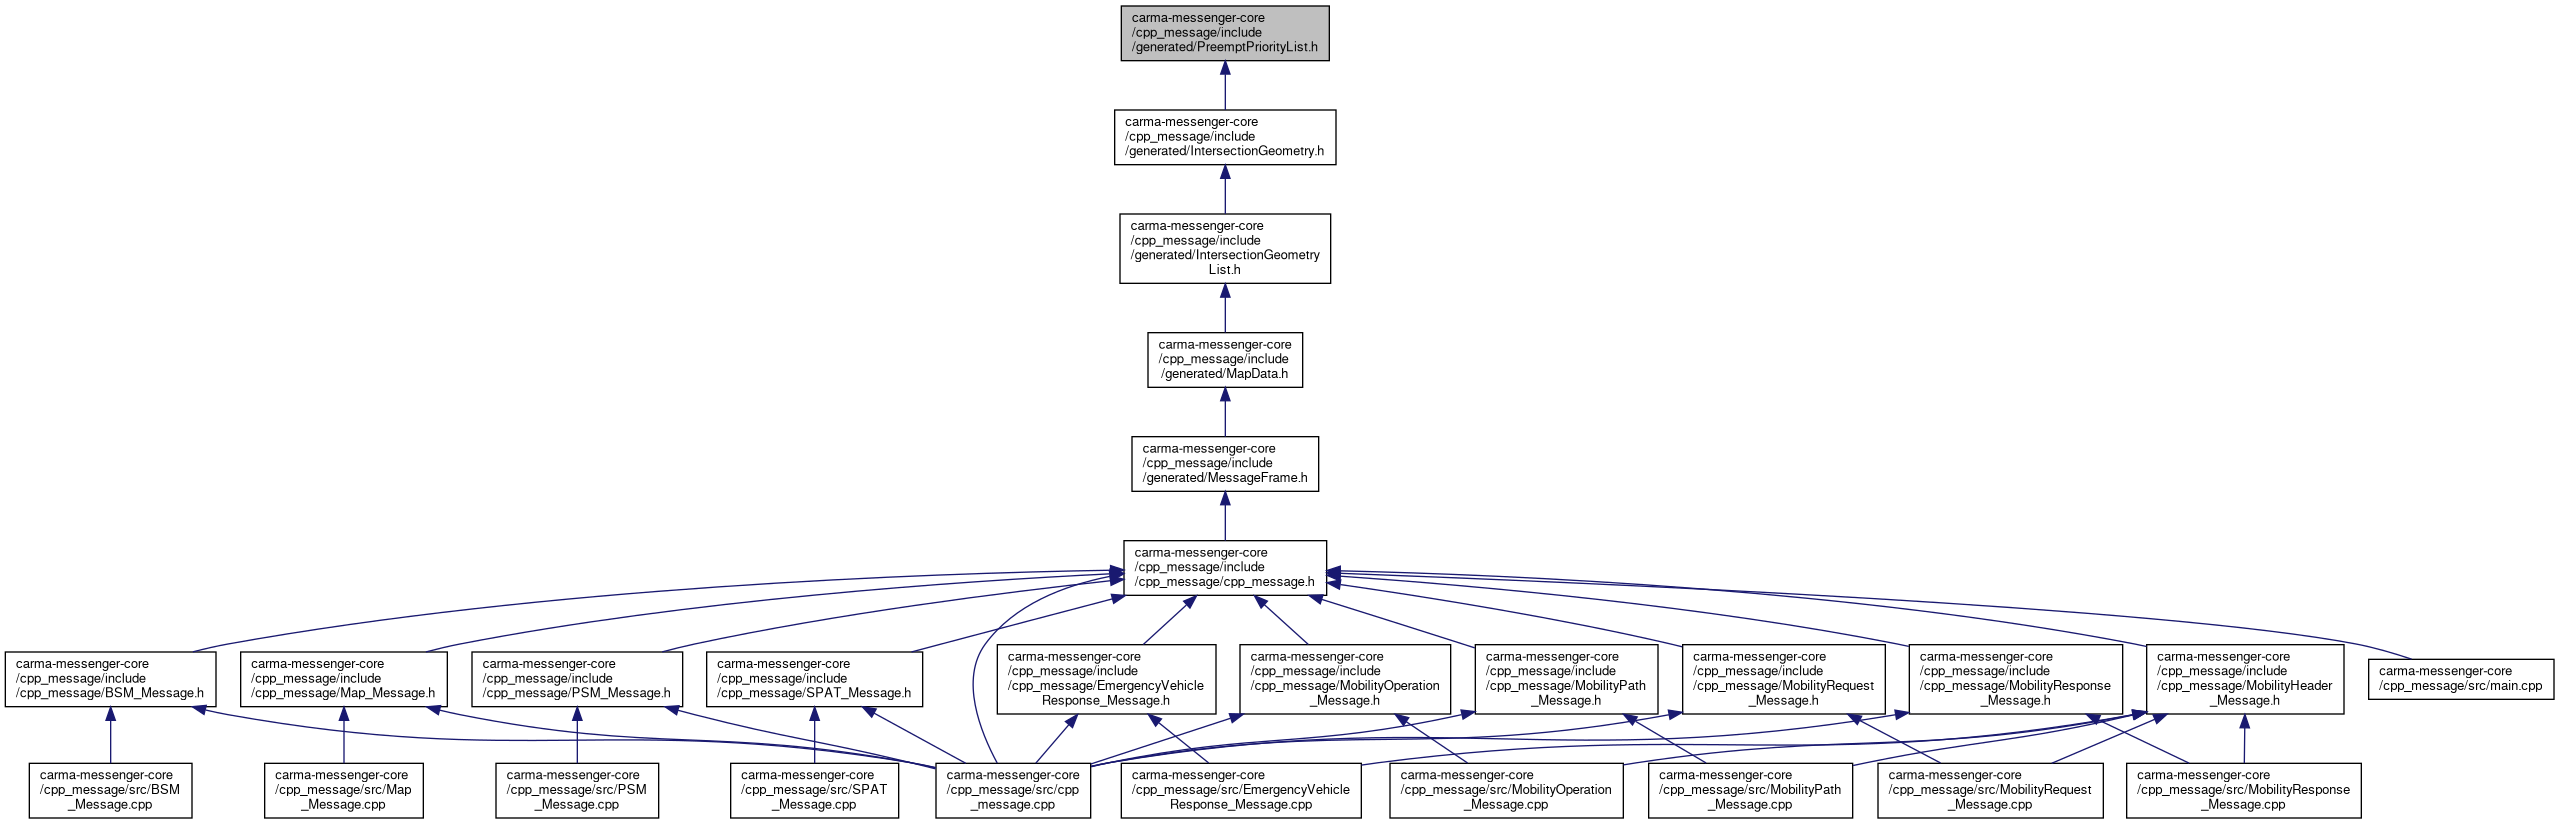 carma-messenger-core
/cpp_message/include
/generated/PreemptPriorityList.h
carma-messenger-core
/cpp_message/include
/generated/IntersectionGeometry.h
carma-messenger-core
/cpp_message/include
/generated/IntersectionGeometry
List.h
carma-messenger-core
/cpp_message/include
/generated/MapData.h
carma-messenger-core
/cpp_message/include
/generated/MessageFrame.h
carma-messenger-core
/cpp_message/include
/cpp_message/cpp_message.h
carma-messenger-core
/cpp_message/include
/cpp_message/BSM_Message.h
carma-messenger-core
/cpp_message/include
/cpp_message/Map_Message.h
carma-messenger-core
/cpp_message/include
/cpp_message/PSM_Message.h
carma-messenger-core
/cpp_message/include
/cpp_message/SPAT_Message.h
carma-messenger-core
/cpp_message/include
/cpp_message/EmergencyVehicle
Response_Message.h
carma-messenger-core
/cpp_message/include
/cpp_message/MobilityOperation
_Message.h
carma-messenger-core
/cpp_message/include
/cpp_message/MobilityPath
_Message.h
carma-messenger-core
/cpp_message/include
/cpp_message/MobilityRequest
_Message.h
carma-messenger-core
/cpp_message/include
/cpp_message/MobilityResponse
_Message.h
carma-messenger-core
/cpp_message/include
/cpp_message/MobilityHeader
_Message.h
carma-messenger-core
/cpp_message/src/main.cpp
carma-messenger-core
/cpp_message/src/BSM
_Message.cpp
carma-messenger-core
/cpp_message/src/Map
_Message.cpp
carma-messenger-core
/cpp_message/src/PSM
_Message.cpp
carma-messenger-core
/cpp_message/src/SPAT
_Message.cpp
carma-messenger-core
/cpp_message/src/cpp
_message.cpp
carma-messenger-core
/cpp_message/src/EmergencyVehicle
Response_Message.cpp
carma-messenger-core
/cpp_message/src/MobilityOperation
_Message.cpp
carma-messenger-core
/cpp_message/src/MobilityPath
_Message.cpp
carma-messenger-core
/cpp_message/src/MobilityRequest
_Message.cpp
carma-messenger-core
/cpp_message/src/MobilityResponse
_Message.cpp